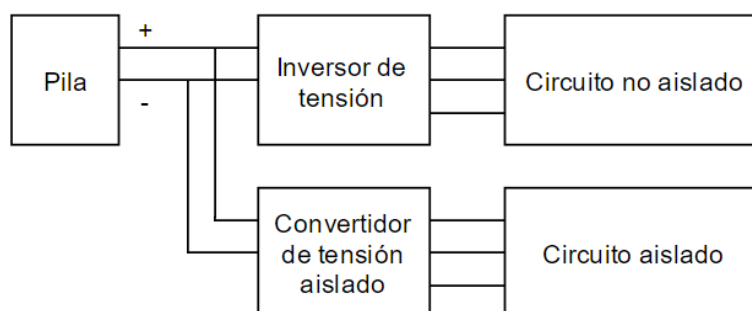 +
Pila
-
Inversor de
tensión
Circuito no aislado
Convertidor
de tensión
aislado
Circuito aislado